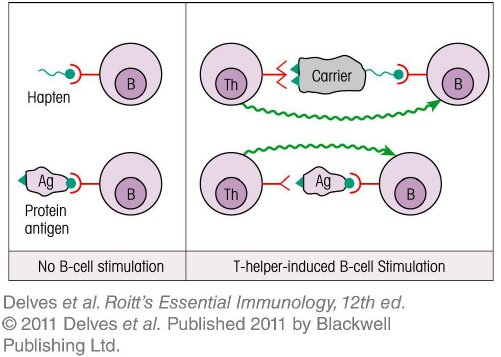 Th
Carrier
B
B
Hapten
Th
Ag
B
Ag
B
Protein
antigen
No B-cell stimulation
T-helper-induced B-cell Stimulation
Delves et al. Roitt's Essential Immunology, 12th ed.
© 2011 Delves et al. Published 2011 by Blackwell
Publishing Ltd.